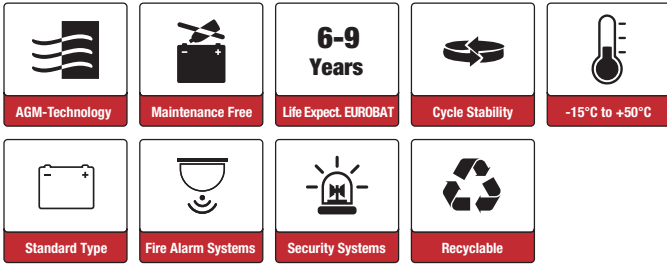 6-9
Years
AGM-Technology
Maintenance Free
Life Expect. EUROBAT
Cycle Stability
-15°C to +50°C
Standard Type
Fire Alarm Systems
Security Systems
Recyclable